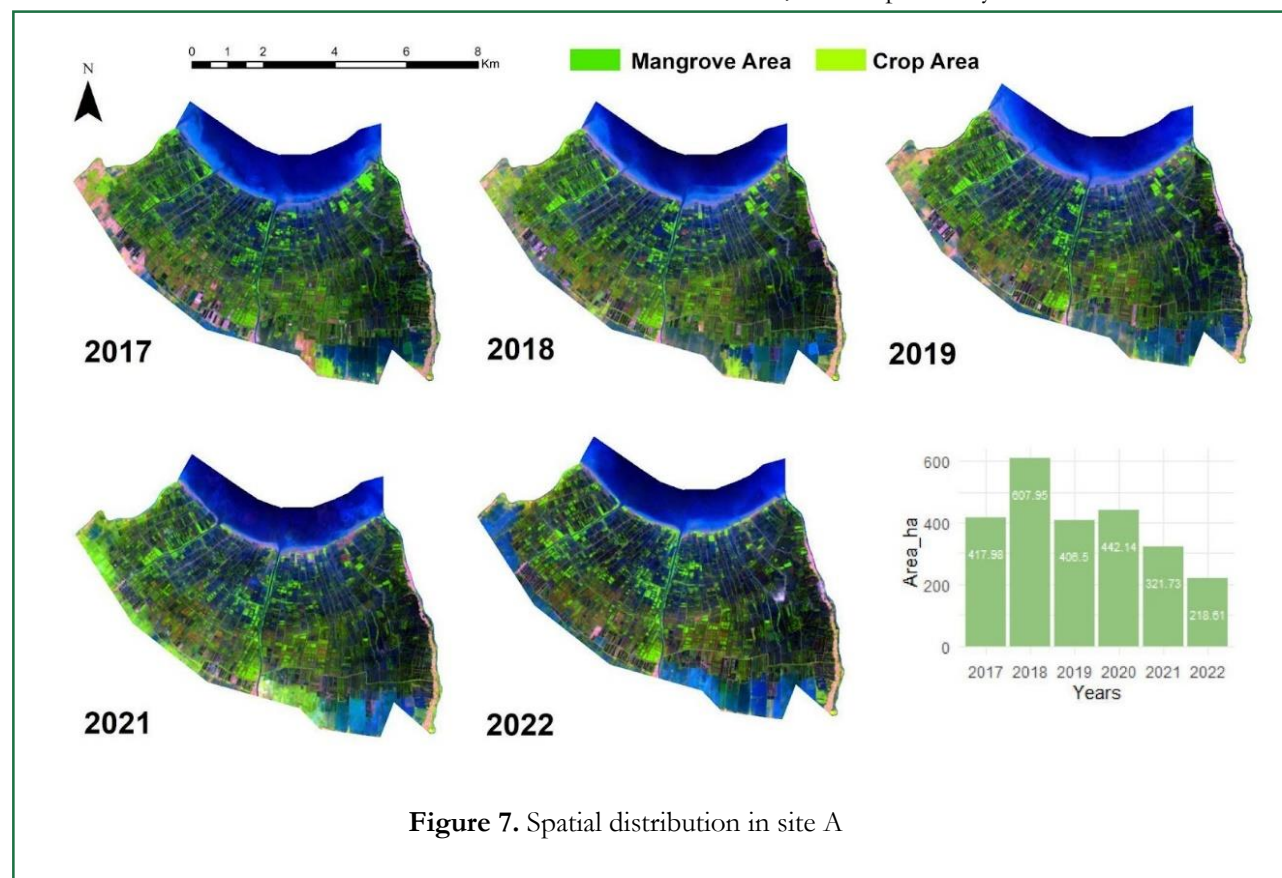 0 1 2 4 6 8
Km
N
Mangrove Area Crop Area
2017
2018
2019
2021
2022
Area_ha
600
400
200
0
417.98
607.95
406.5
442.14
321.73
218.61
2017 2018 2019 2020 2021 2022
Years
Figure 7. Spatial distribution in site A